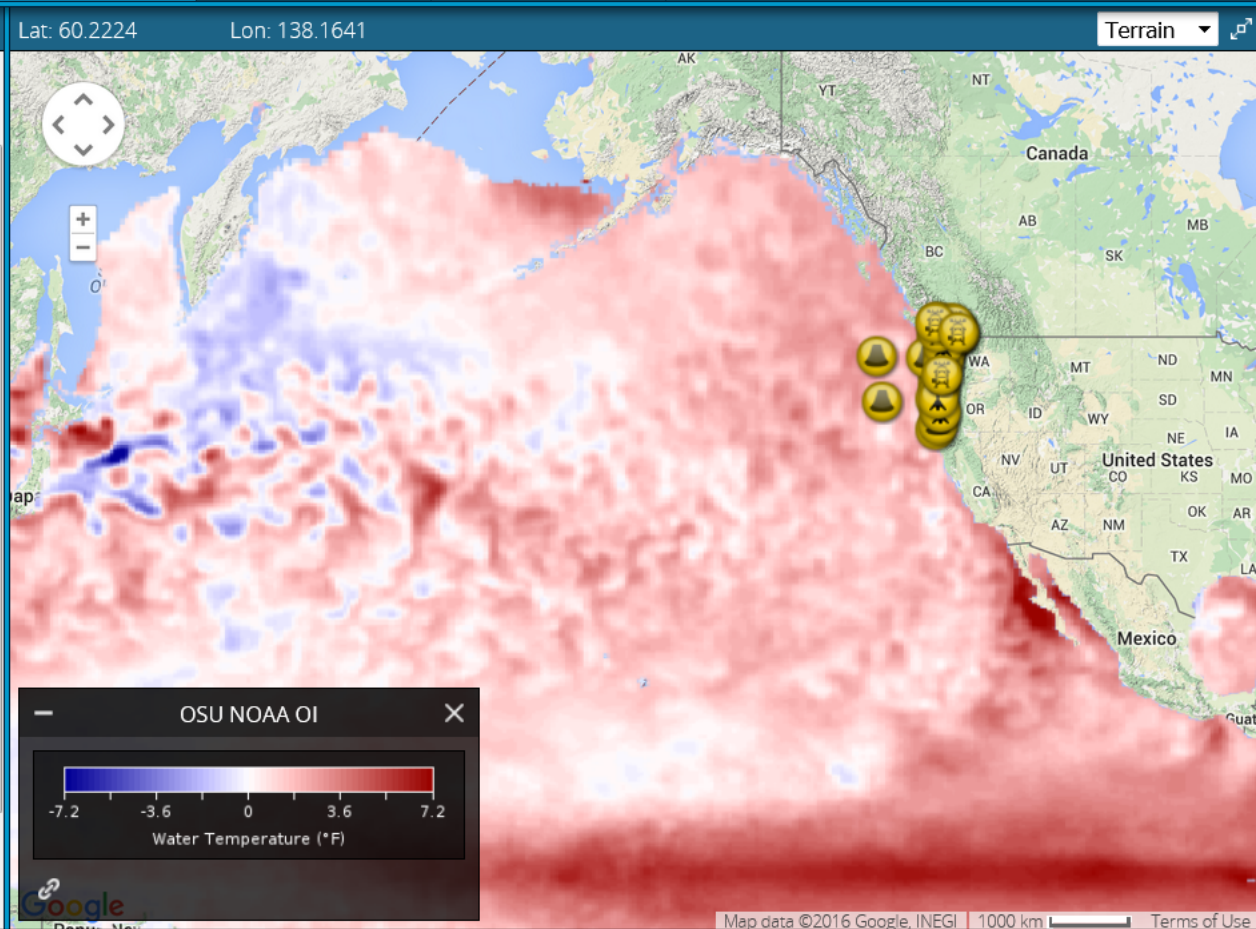 Lat: 60.2224 Lon: 138.1641 Terrain
AK
YT
NT
Canada
AB
MB
BC
SK
WA
MT
ND
MN
OR
ID
SD
WY
NE
IA
NV
UT
United States
CO
KS
MO
CA
OK
AR
AZ
NM
TX
LA
Mexico
Guat
OSU NOAA OI
-7.2 -3.6 0 3.6 7.2
Water Temperature (°F)
Google
Map data ©2016 Google, INEGI 1000 km Terms of Use